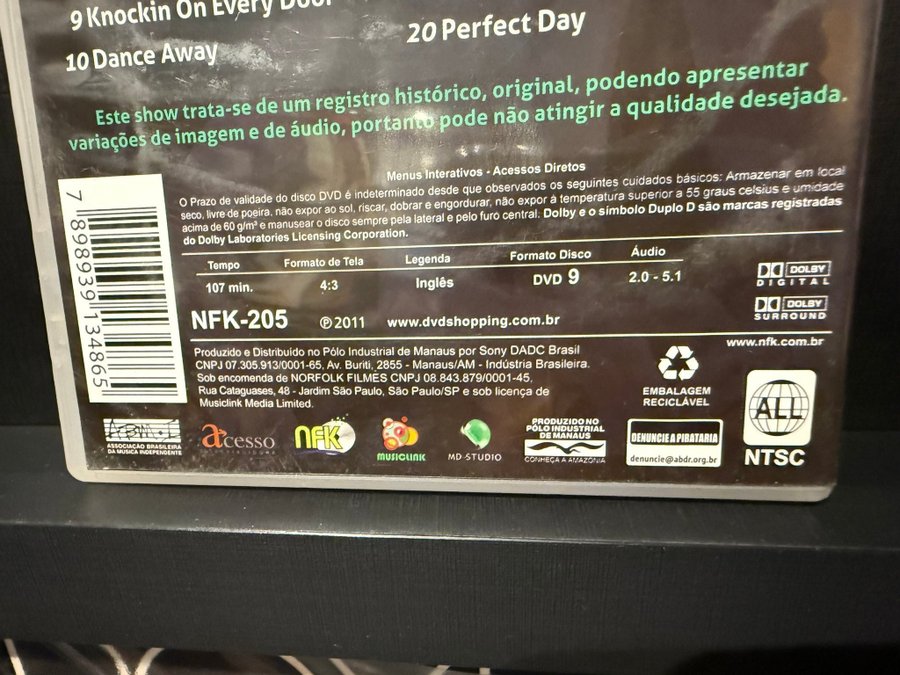 9 Knockin On Every Door
10 Dance Away
20 Perfect Day
Este show trata-se de um registro histórico, original, podendo apresentar
variações de imagem e de áudio, portanto pode não atingir a qualidade desejada.
Menus Interativos - Acessos Diretos
O Prazo de validade do disco DVD é indeterminado desde que observados os seguintes cuidados básicos: Armazenar em local
seco, livre de poeira, não expor ao sol, riscar, dobrar e engordurar, não expor à temperatura superior a 55 graus celsius e umidade
acima de 60 g/m³ e manusear o disco sempre pela lateral e pelo furo central. Dolby e o símbolo Duplo D são marcas registradas
do Dolby Laboratories Licensing Corporation.
7 898939 134865
Tempo Formato de Tela Legenda Formato Disco Áudio
107 min. 4:3 Inglês DVD 9 2.0 - 5.1
DOLBY
DIGITAL
DOLBY
SURROUND
NFK-205 ℗2011 www.dvdshopping.com.br
www.nfk.com.br
Produzido e Distribuído no Pólo Industrial de Manaus por Sony DADC Brasil
CNPJ 07.305.913/0001-65, Av. Buriti, 2855 - Manaus/AM - Indústria Brasileira.
Sob encomenda de NORFOLK FILMES CNPJ 08.843.879/0001-45,
Rua Cataguases, 48 - Jardim São Paulo, São Paulo/SP e sob licença de
Musiclink Media Limited.
EMBALAGEM
RECICLÁVEL
ALL
NTSC
ASSOCIAÇÃO BRASILEIRA
DA MUSICA INDEPENDENTE
acesso
NFK
MUSICLINK
MD-STUDIO
PRODUZIDO NO
PÓLO INDUSTRIAL
DE MANAUS
CONHEÇA A AMAZÔNIA
DENUNCIE A PIRATARIA
denuncie@abdr.org.br